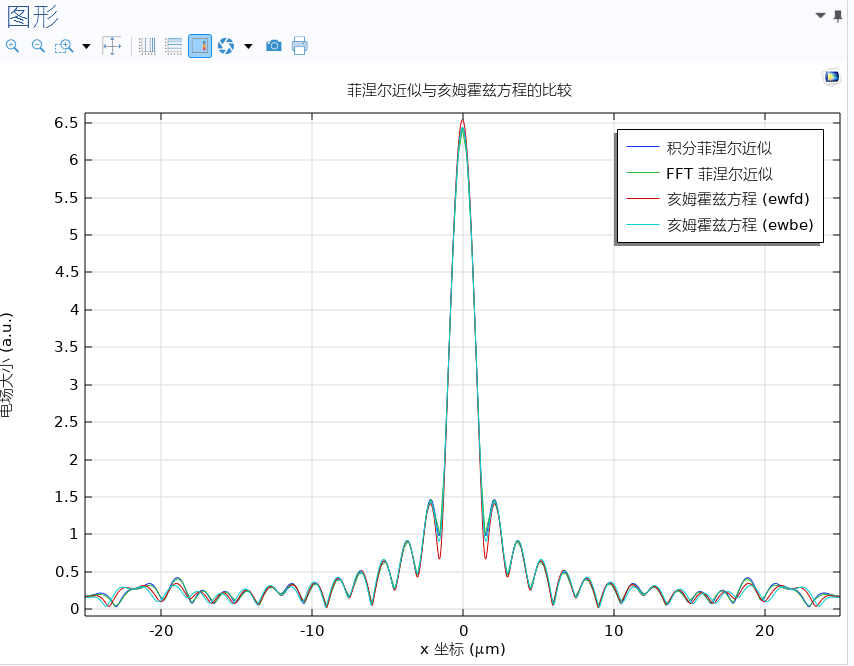 图形
菲涅尔近似与亥姆霍兹方程的比较
6.5
6
5.5
5
4.5
4
3.5
3
2.5
2
1.5
1
0.5
0
电场大小 (a.u.)
积分菲涅尔近似
FFT 菲涅尔近似
亥姆霍兹方程 (ewfd)
亥姆霍兹方程 (ewbe)
-20 -10 0 10 20
x 坐标 (μm)